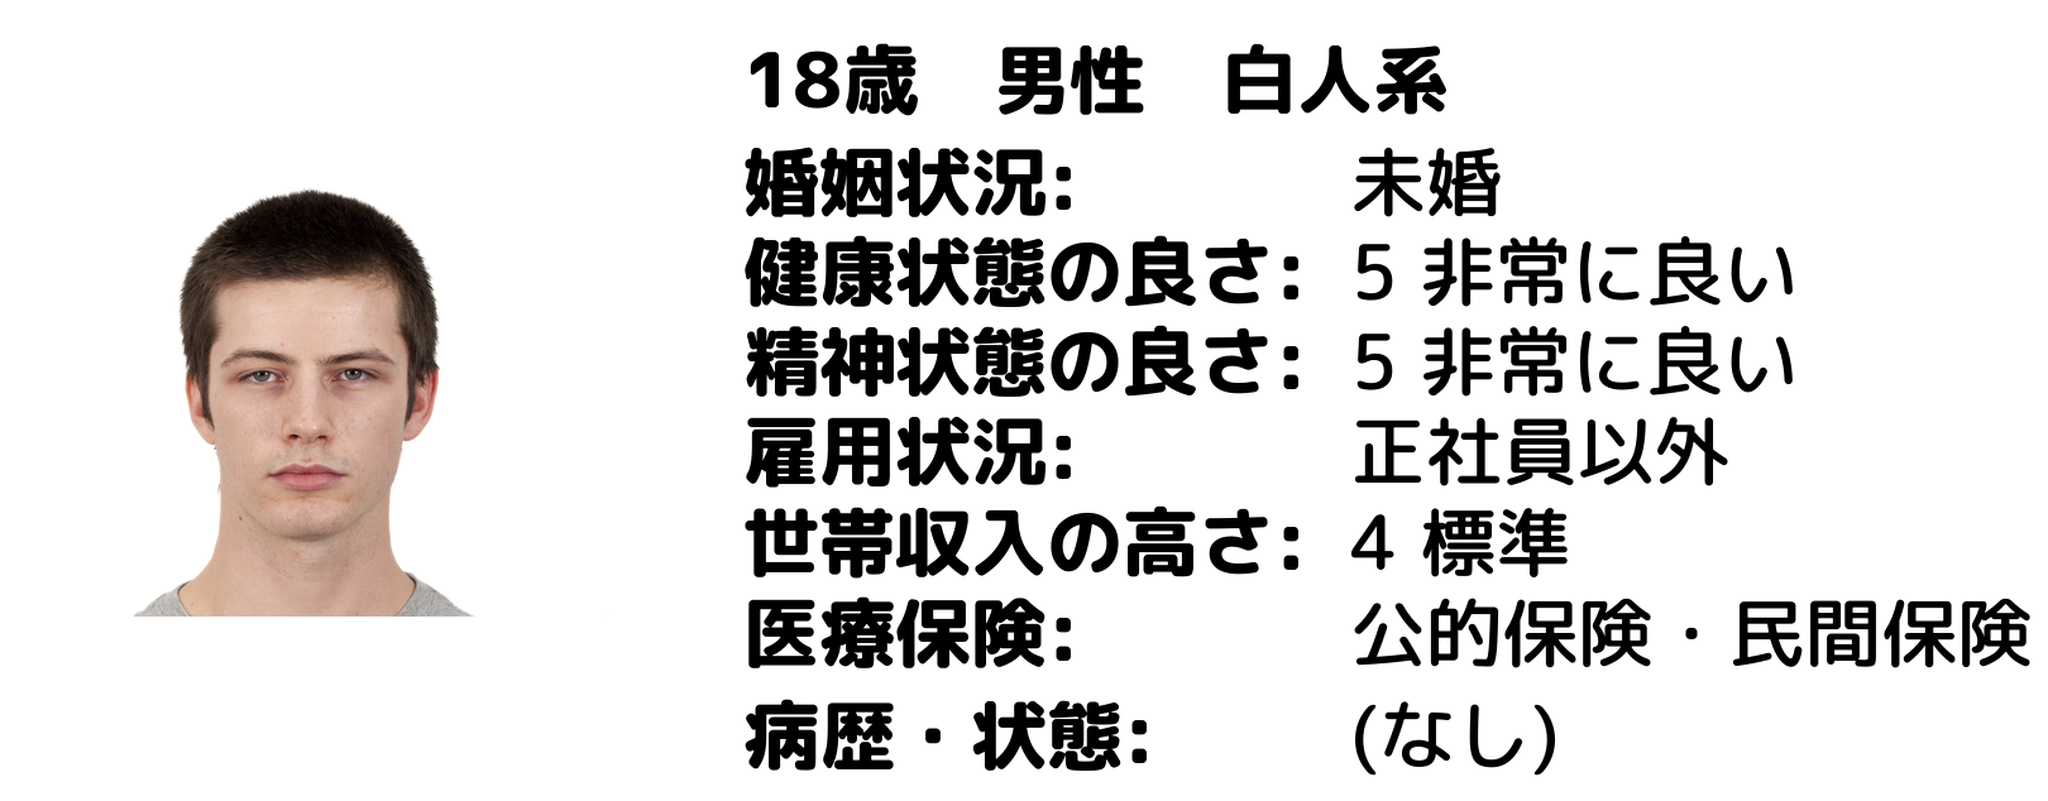 18歳　男性　白人系
婚姻状況: 未婚
健康状態の良さ: 5 非常に良い
精神状態の良さ: 5 非常に良い
雇用状況: 正社員以外
世帯収入の高さ: 4 標準
医療保険: 公的保険・民間保険
病歴・状態: (なし)